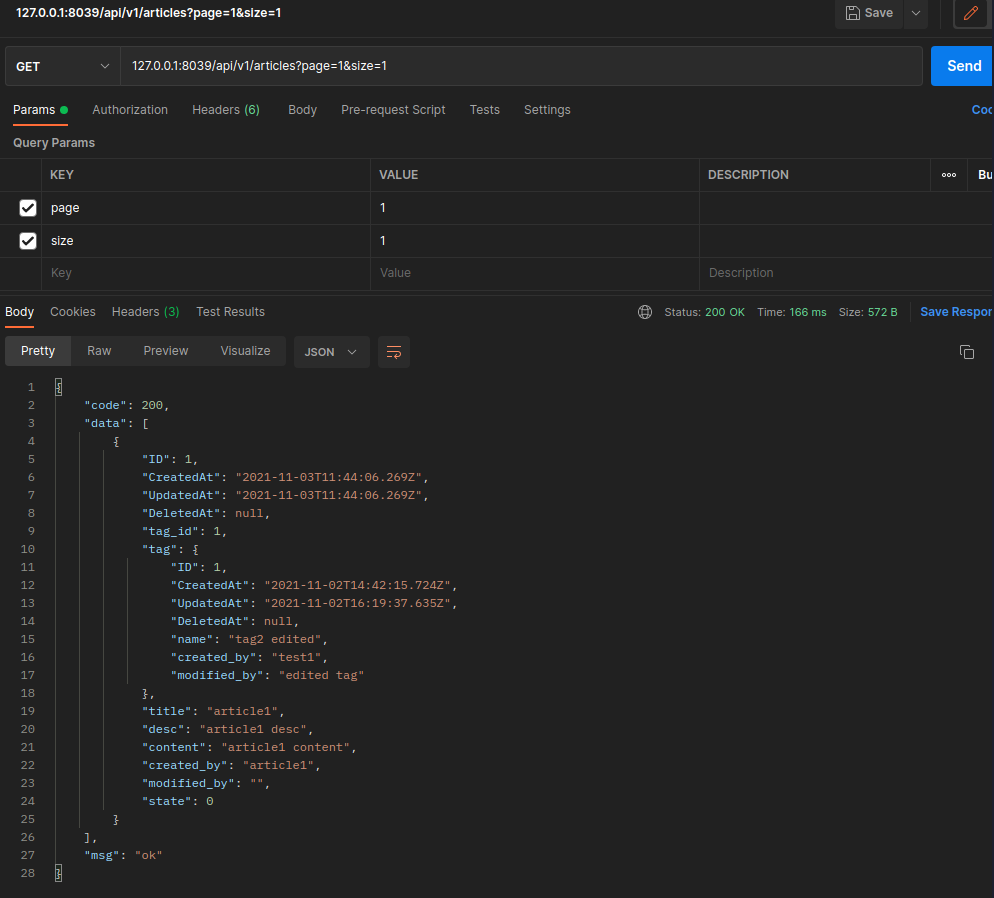 127.0.0.1:8039/api/v1/articles?page=1&size=1 Save
GET 127.0.0.1:8039/api/v1/articles?page=1&size=1 Send
Params Authorization Headers (6) Body Pre-request Script Tests Settings Coo
Query Params
KEY VALUE DESCRIPTION ooo Bu
page 1
size 1
Key Value Description
Body Cookies Headers (3) Test Results Status: 200 OK Time: 166 ms Size: 572 B Save Respor
Pretty Raw Preview Visualize JSON
1 {
2 "code": 200,
3 "data": [
4 {
5 "ID": 1,
6 "CreatedAt": "2021-11-03T11:44:06.269Z",
7 "UpdatedAt": "2021-11-03T11:44:06.269Z",
8 "DeletedAt": null,
9 "tag_id": 1,
10 "tag": {
11 "ID": 1,
12 "CreatedAt": "2021-11-02T14:42:15.724Z",
13 "UpdatedAt": "2021-11-02T16:19:37.635Z",
14 "DeletedAt": null,
15 "name": "tag2 edited",
16 "created_by": "test1",
17 "modified_by": "edited tag"
18 },
19 "title": "article1",
20 "desc": "article1 desc",
21 "content": "article1 content",
22 "created_by": "article1",
23 "modified_by": "",
24 "state": 0
25 }
26 ],
27 "msg": "ok"
28 }